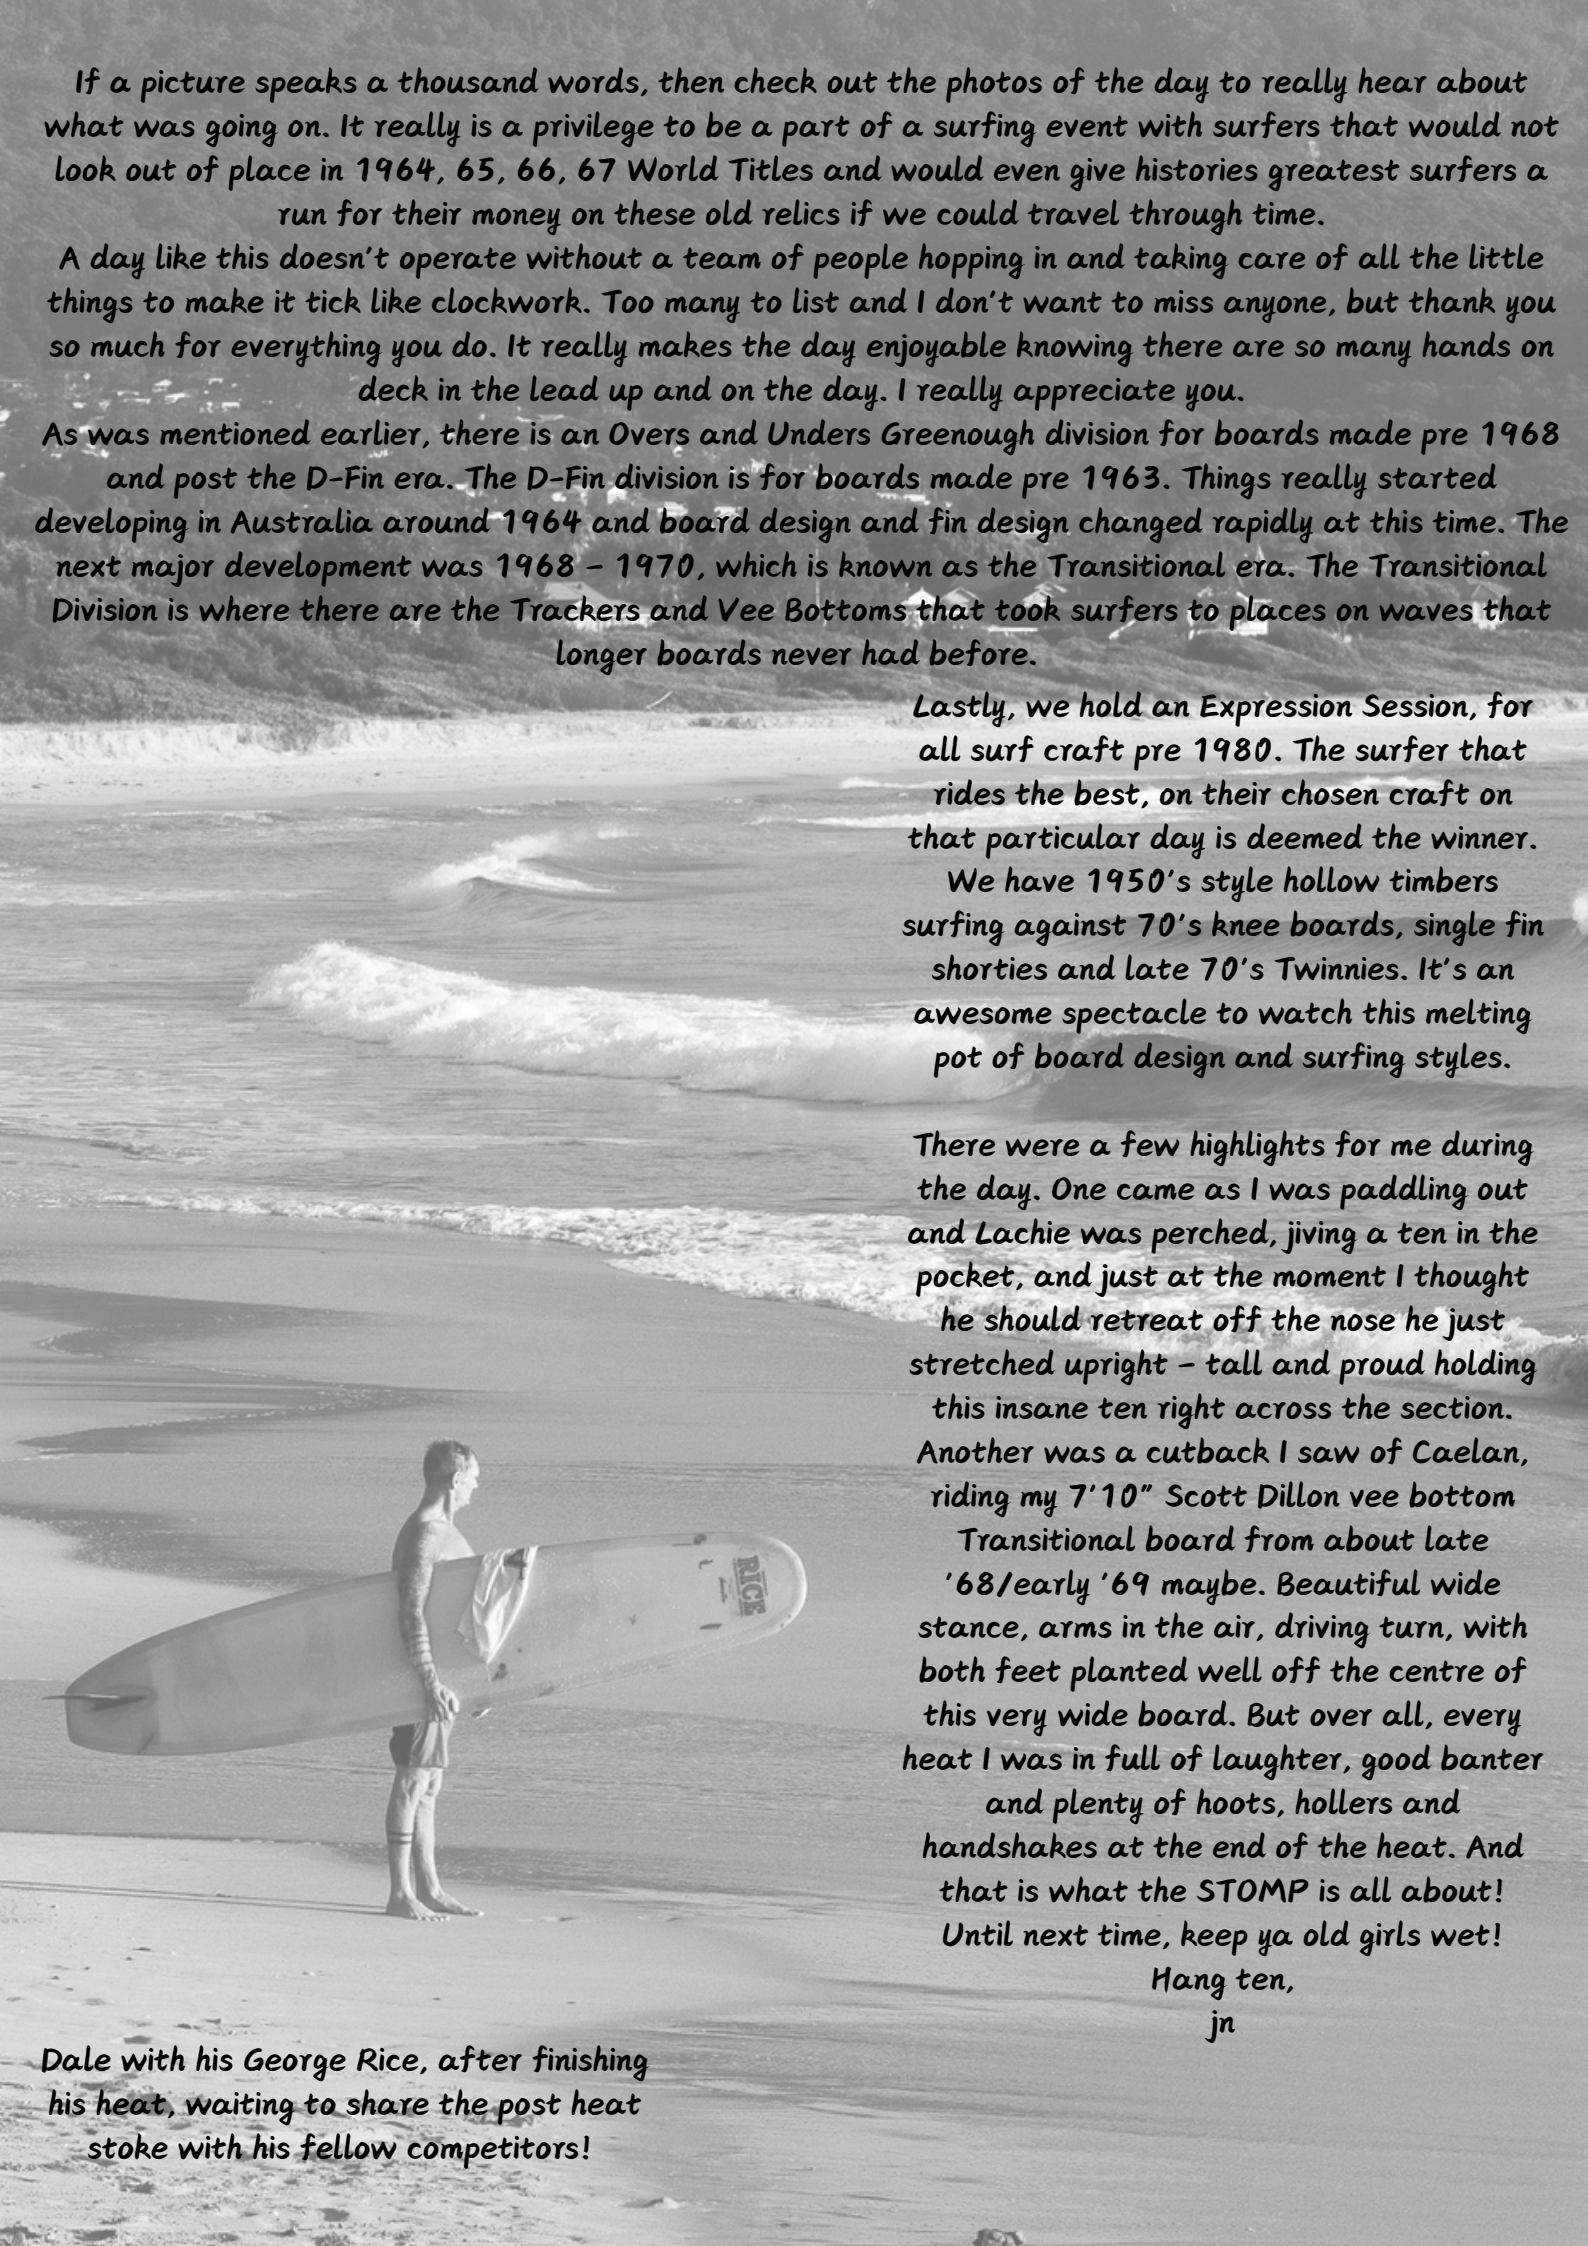 If a picture speaks a thousand words, then check out the photos of the day to really hear about
what was going on. It really is a privilege to be a part of a surfing event with surfers that would not
look out of place in 1964, 65, 66, 67 World Titles and would even give histories greatest surfers a
run for their money on these old relics if we could travel through time.
A day like this doesn't operate without a team of people hopping in and taking care of all the little
things to make it tick like clockwork. Too many to list and I don't want to miss anyone, but thank you
so much for everything you do. It really makes the day enjoyable knowing there are so many hands on
deck in the lead up and on the day. I really appreciate you.
As was mentioned earlier, there is an Overs and Unders Greenough division for boards made pre 1968
and post the D-Fin era. The D-Fin division is for boards made pre 1963. Things really started
developing in Australia around 1964 and board design and fin design changed rapidly at this time. The
next major development was 1968 – 1970, which is known as the Transitional era. The Transitional
Division is where there are the Trackers and Vee Bottoms that took surfers to places on waves that
longer boards never had before.
Lastly, we hold an Expression Session, for
all surf craft pre 1980. The surfer that
rides the best, on their chosen craft on
that particular day is deemed the winner.
We have 1950's style hollow timbers
surfing against 70's knee boards, single fin
shorties and late 70's Twinnies. It's an
awesome spectacle to watch this melting
pot of board design and surfing styles.
There were a few highlights for me during
the day. One came as I was paddling out
and Lachie was perched, jiving a ten in the
pocket, and just at the moment I thought
he should retreat off the nose he just
stretched upright – tall and proud holding
this insane ten right across the section.
Another was a cutback I saw of Caelan,
riding my 7'10" Scott Dillon vee bottom
Transitional board from about late
'68/early '69 maybe. Beautiful wide
stance, arms in the air, driving turn, with
both feet planted well off the centre of
this very wide board. But over all, every
heat I was in full of laughter, good banter
and plenty of hoots, hollers and
handshakes at the end of the heat. And
that is what the STOMP is all about!
Until next time, keep ya old girls wet!
Hang ten,
jn
RICE
Dale with his George Rice, after finishing
his heat, waiting to share the post heat
stoke with his fellow competitors!